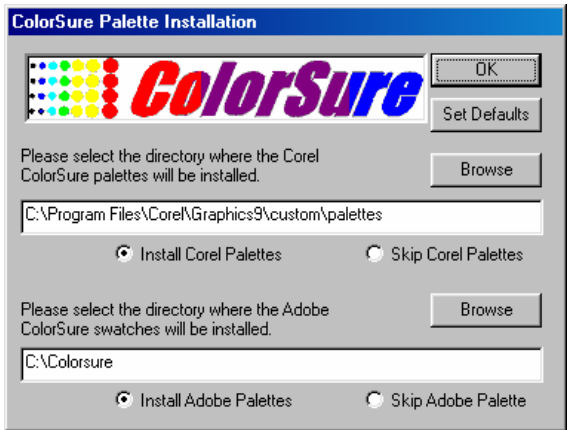 ColorSure Palette Installation
ColorSure
OK
Set Defaults
Please select the directory where the Corel
ColorSure palettes will be installed.
Browse
C:\Program Files\Corel\Graphics9\custom\palettes
Install Corel Palettes
Skip Corel Palettes
Please select the directory where the Adobe
ColorSure swatches will be installed.
Browse
C:\Colorsure
Install Adobe Palettes
Skip Adobe Palette